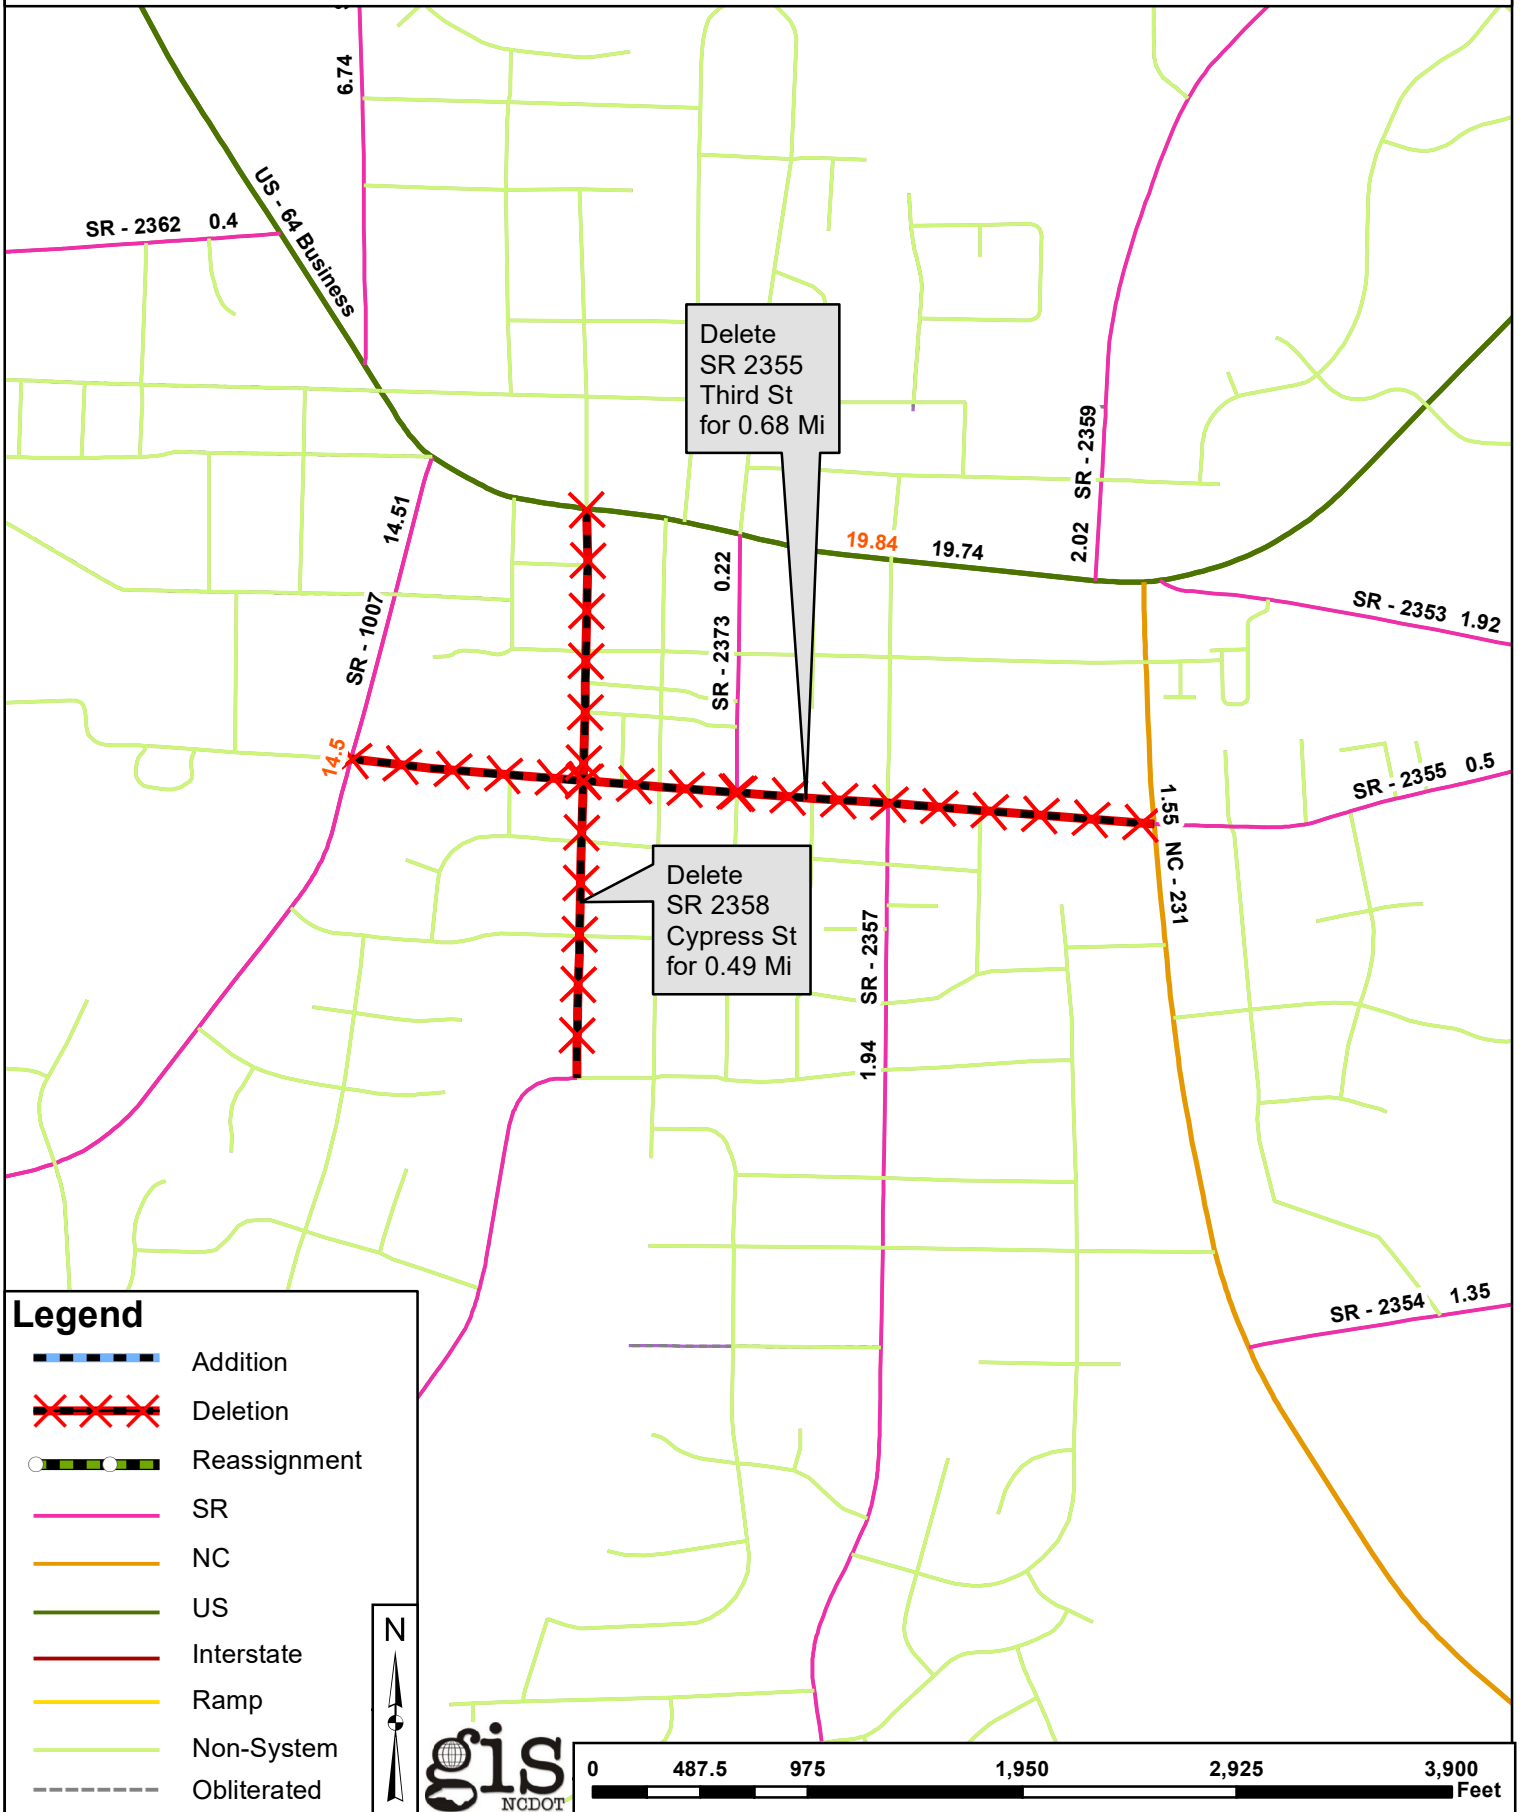 6.74
US - 64 Business
SR - 2362 0.4
Delete
SR 2355
Third St
for 0.68 Mi
SR - 2359
2.02
14.51
SR - 1007
19.84
19.74
0.22
SR - 2373
SR - 2353 1.92
14.5
SR - 2355 0.5
1.55 NC - 231
Delete
SR 2358
Cypress St
for 0.49 Mi
SR - 2357
1.94
SR - 2354 1.35
Legend
Addition
Deletion
Reassignment
SR
NC
US
Interstate
Ramp
Non-System
Obliterated
N
gis
NCDOT
0 487.5 975 1,950 2,925 3,900
Feet